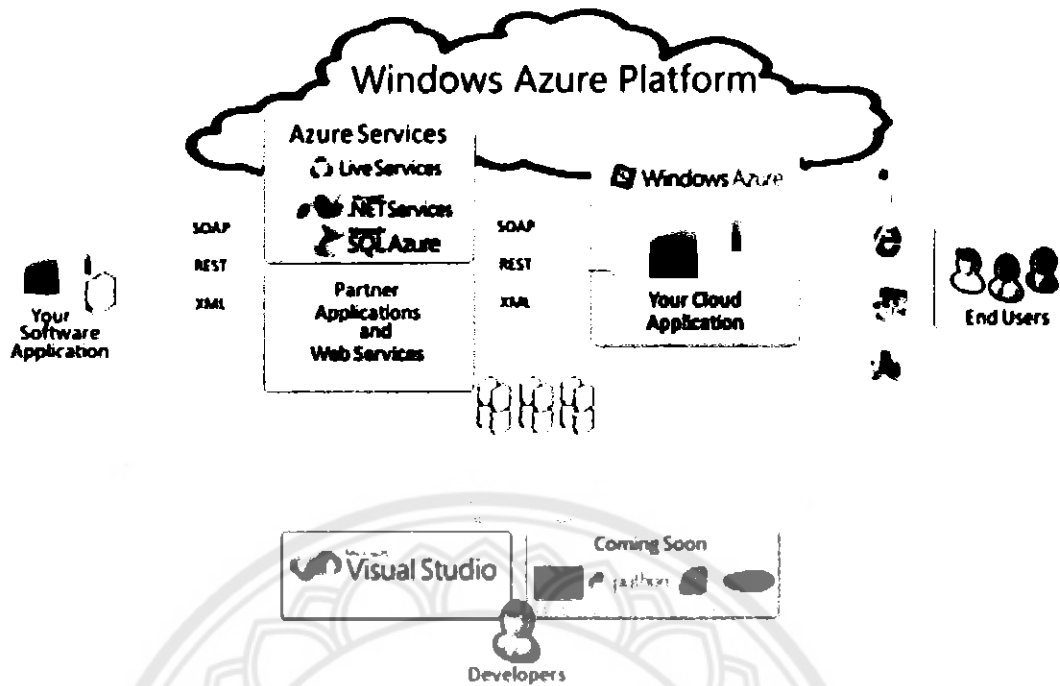 Windows Azure Platform
Azure Services
Live Services
.NET Services
SQL Azure
Partner
Applications
and
Web Services
SOAP
REST
XML
SOAP
REST
XML
Your
Software
Application
Windows Azure
Your Cloud
Application
End Users
Visual Studio
Coming Soon
python
Developers